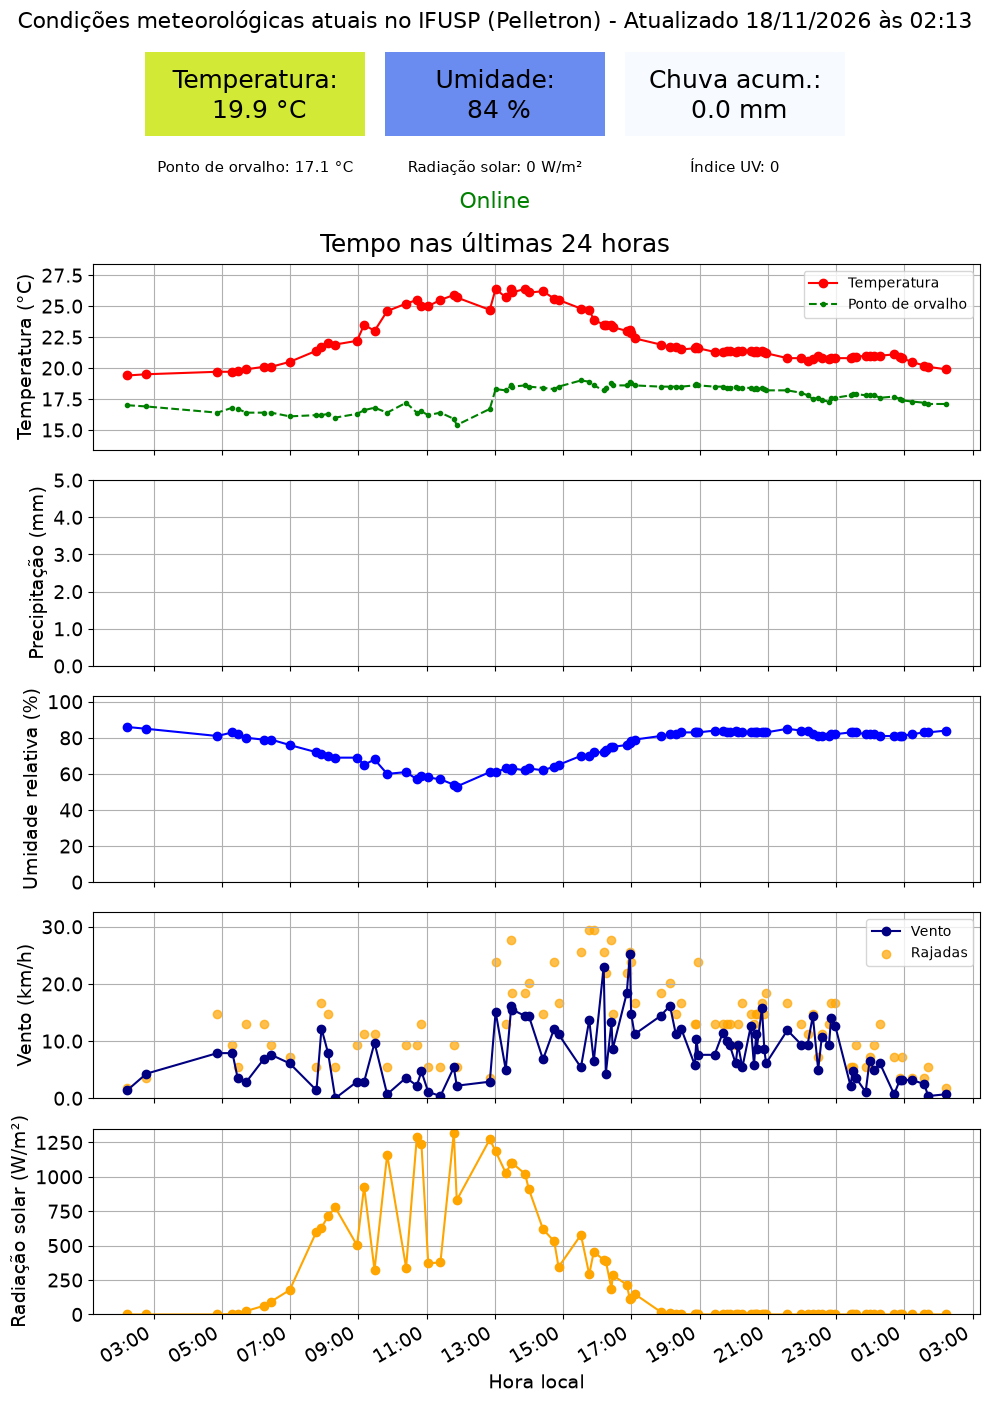 Condições meteorológicas atuais no IFUSP (Pelletron) - Atualizado 18/11/2026 às 02:13
Temperatura:
19.9 °C
Umidade:
84 %
Chuva acum.:
0.0 mm
Ponto de orvalho: 17.1 °C
Radiação solar: 0 W/m²
Índice UV: 0
Online
Tempo nas últimas 24 horas
Temperatura (°C)
27.5
25.0
22.5
20.0
17.5
15.0
Temperatura
Ponto de orvalho
Precipitação (mm)
5.0
4.0
3.0
2.0
1.0
0.0
Umidade relativa (%)
100
80
60
40
20
0
Vento (km/h)
30.0
20.0
10.0
0.0
Vento
Rajadas
Radiação solar (W/m²)
1250
1000
750
500
250
0
03:00
05:00
07:00
09:00
11:00
13:00
15:00
17:00
19:00
21:00
23:00
01:00
03:00
Hora local